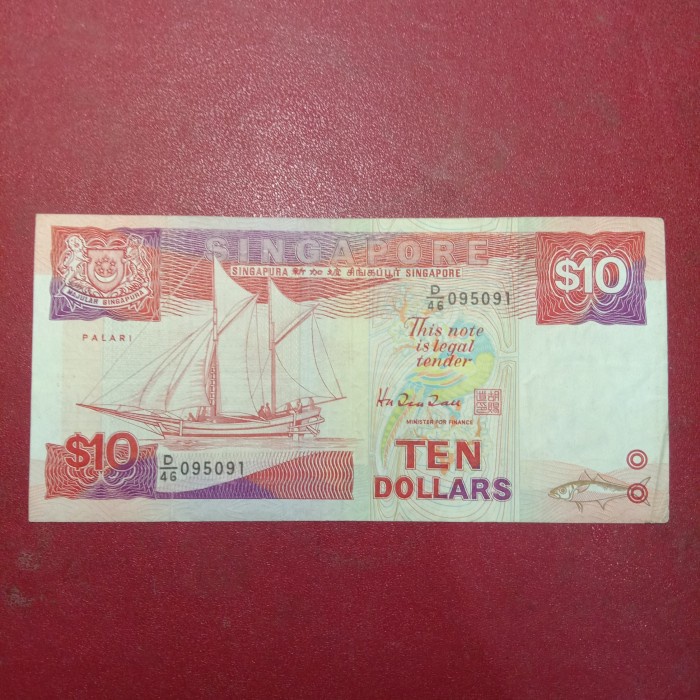 SINGAPORE
SINGAPURA 新加坡 சிங்கப்பூர் SINGAPORE
MAJULAH SINGAPURA
$10
D/46 095091
PALARI
This note
is legal
tender
MINISTER FOR FINANCE
$10
D/46 095091
TEN
DOLLARS